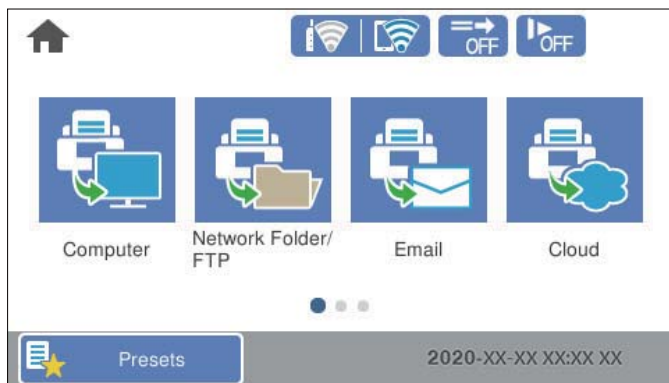 OFF
OFF
Computer
Network Folder/
FTP
Email
Cloud
Presets
2020-XX-XX XX:XX XX